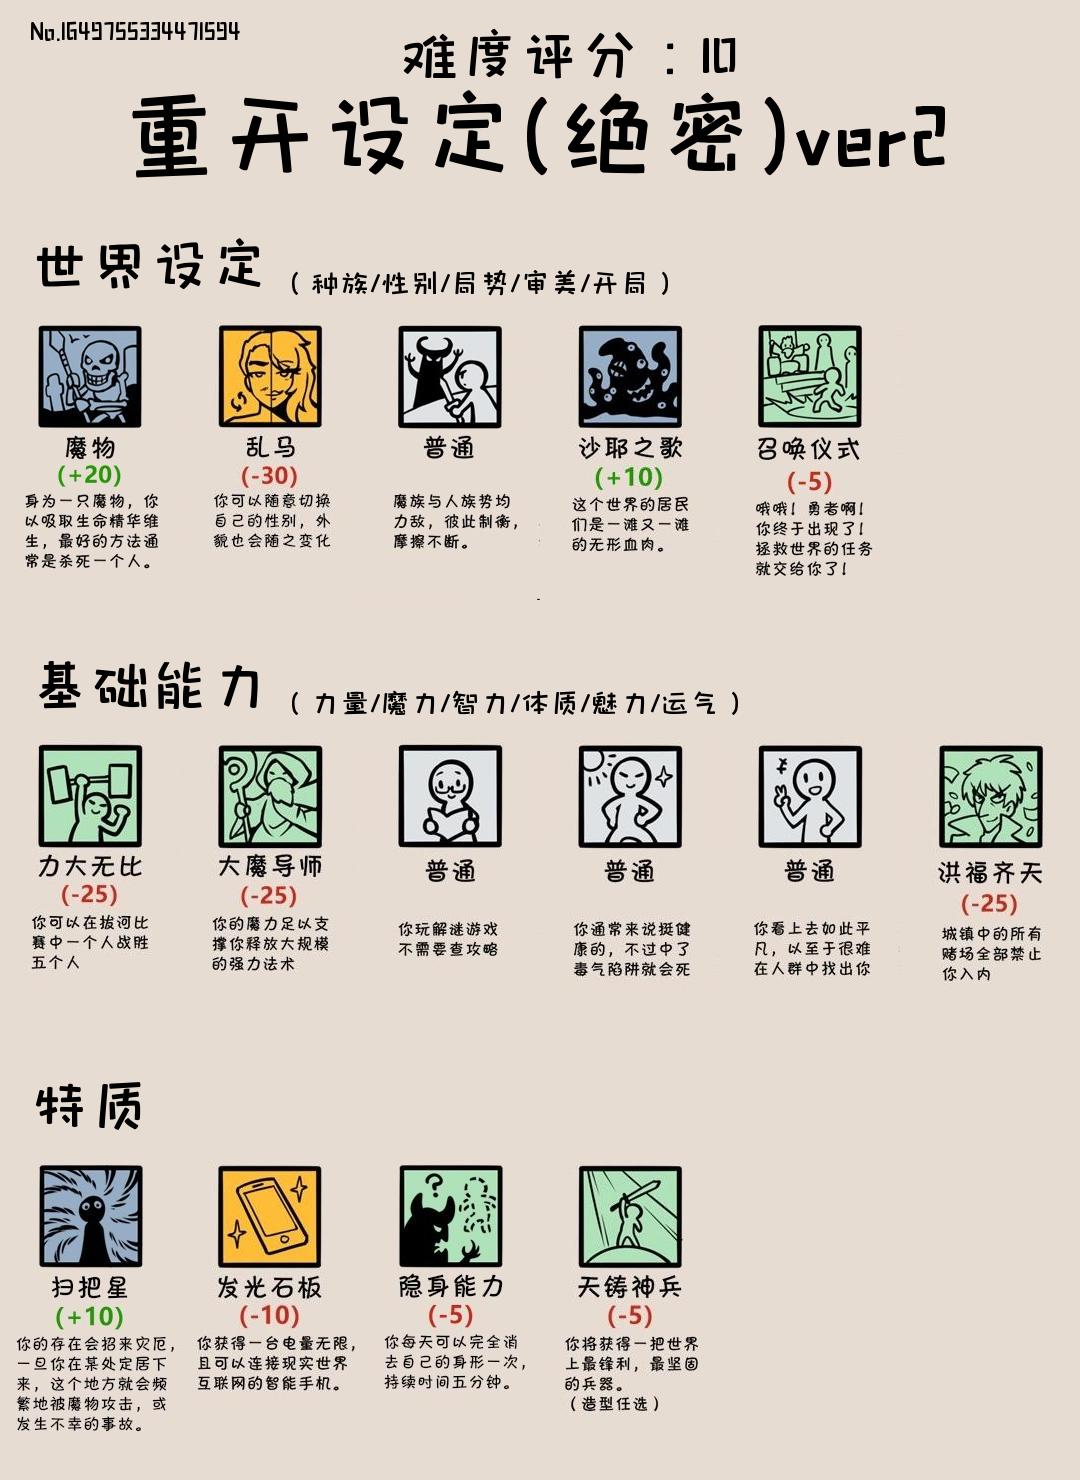 No.1649755334471594
难度评分：10
重开设定(绝密)ver2
世界设定 （种族/性别/局势/审美/开局）
魔物
(+20)
身为一只魔物，你
以吸取生命精华维
生，最好的方法通
常是杀死一个人。
乱马
(-30)
你可以随意切换
自己的性别，外
貌也会随之变化
普通
魔族与人族势均
力敌，彼此制衡，
摩擦不断。
沙耶之歌
(+10)
这个世界的居民
们是一滩又一滩
的无形血肉。
召唤仪式
(-5)
哦哦！勇者啊！
你终于出现了！
拯救世界的任务
就交给你了！
基础能力 （力量/魔力/智力/体质/魅力/运气）
力大无比
(-25)
你可以在拔河比
赛中一个人战胜
五个人
大魔导师
(-25)
你的魔力足以支
撑你释放大规模
的强力法术
普通
你玩解谜游戏
不需要查攻略
普通
你通常来说挺健
康的，不过中了
毒气陷阱就会死
普通
你看上去如此平
凡，以至于很难
在人群中找出你
洪福齐天
(-25)
城镇中的所有
赌场全部禁止
你入内
特质
扫把星
(+10)
你的存在会招来灾厄，
一旦你在某处定居下
来，这个地方就会频
繁地被魔物攻击，或
发生不幸的事故。
发光石板
(-10)
你获得一台电量无限，
且可以连接现实世界
互联网的智能手机。
隐身能力
(-5)
你每天可以完全消
去自己的身形一次，
持续时间五分钟。
天铸神兵
(-5)
你将获得一把世界
上最锋利，最坚固
的兵器。
（造型任选）